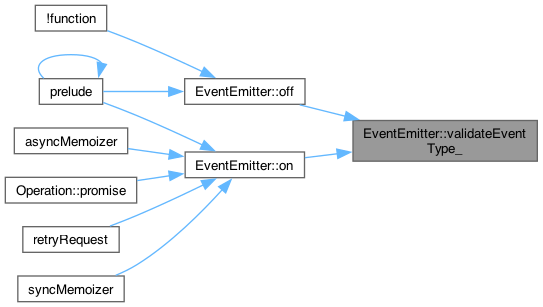 !function
prelude
asyncMemoizer
Operation::promise
retryRequest
syncMemoizer
EventEmitter::off
EventEmitter::on
EventEmitter::validateEvent
Type_